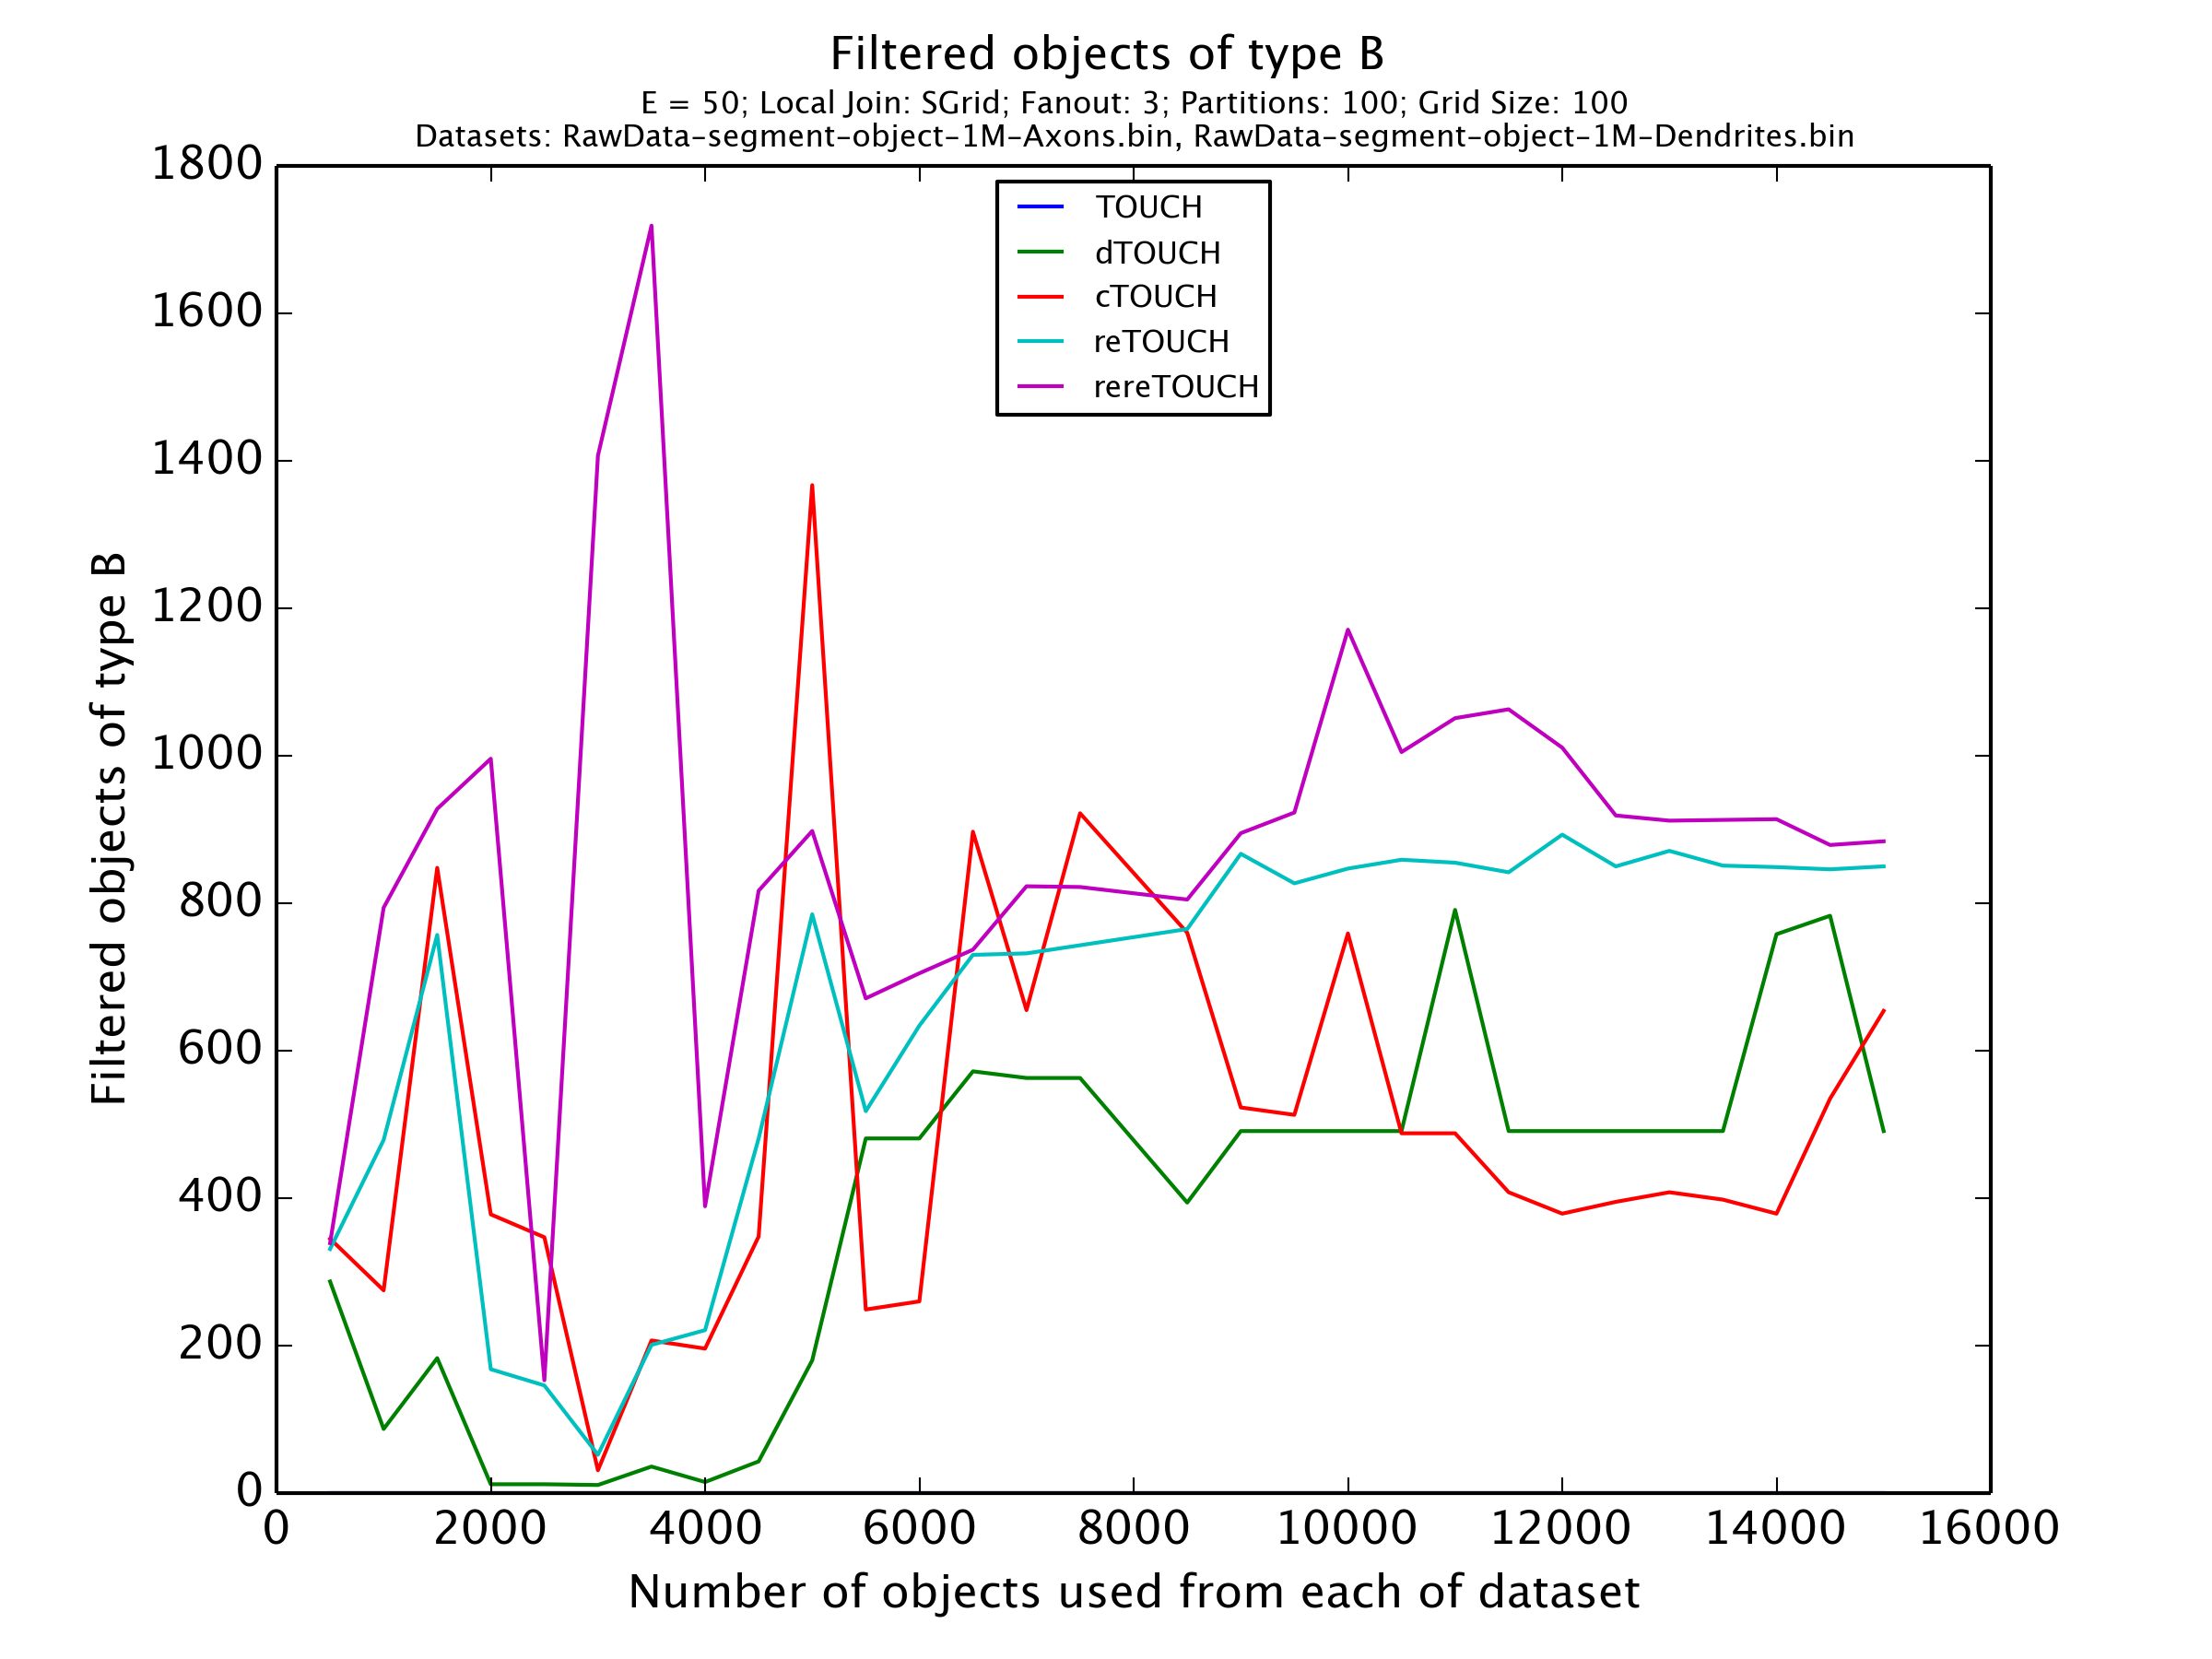 Filtered objects of type B
E = 50; Local Join: SGrid; Fanout: 3; Partitions: 100; Grid Size: 100
Datasets: RawData-segment-object-1M-Axons.bin, RawData-segment-object-1M-Dendrites.bin
1800
1600
1400
1200
1000
800
600
400
200
0
Filtered objects of type B
TOUCH
dTOUCH
cTOUCH
reTOUCH
rereTOUCH
0 2000 4000 6000 8000 10000 12000 14000 16000
Number of objects used from each of dataset